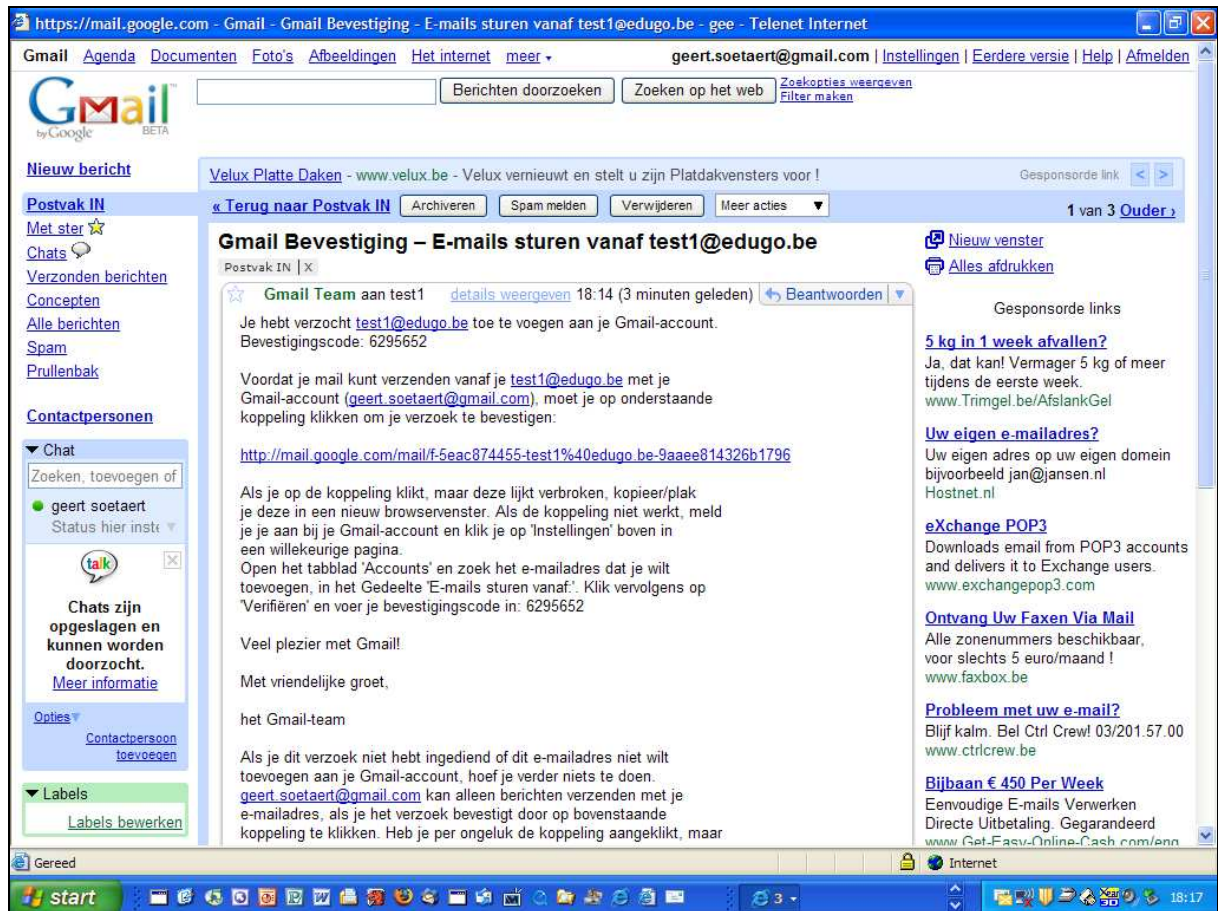 https://mail.google.com - Gmail - Gmail Bevestiging - E-mails sturen vanaf test1@edugo.be - gee - Telenet Internet
Gmail Agenda Documenten Foto's Afbeeldingen Het internet meer
geert.soetaert@gmail.com | Instellingen | Eerdere versie | Help | Afmelden
Gmail
by Google BETA
Berichten doorzoeken Zoeken op het web Zoekopties weergeven
Filter maken
Nieuw bericht
Postvak IN
Met ster
Chats
Verzonden berichten
Concepten
Alle berichten
Spam
Prullenbak
Contactpersonen
Chat
Zoeken, toevoegen of
geert soetaert
Status hier inste
talk
Chats zijn
opgeslagen en
kunnen worden
doorzocht.
Meer informatie
Opties
Contactpersoon
toevoegen
Labels
Labels bewerken
Velux Platte Daken - www.velux.be - Velux vernieuwt en stelt u zijn Platdakvensters voor !
Gesponsorde link < >
« Terug naar Postvak IN Archiveren Spam melden Verwijderen Meer acties
1 van 3 Ouder ›
Gmail Bevestiging – E-mails sturen vanaf test1@edugo.be
Postvak IN | X
Gmail Team aan test1 details weergeven 18:14 (3 minuten geleden) Beantwoorden
Je hebt verzocht test1@edugo.be toe te voegen aan je Gmail-account.
Bevestigingscode: 6295652
Voordat je mail kunt verzenden vanaf je test1@edugo.be met je
Gmail-account (geert.soetaert@gmail.com), moet je op onderstaande
koppeling klikken om je verzoek te bevestigen:
http://mail.google.com/mail/f-5eac874455-test1%40edugo.be-9aaee814326b1796
Als je op de koppeling klikt, maar deze lijkt verbroken, kopieer/plak
je deze in een nieuw browservenster. Als de koppeling niet werkt, meld
je je aan bij je Gmail-account en klik je op 'Instellingen' boven in
een willekeurige pagina.
Open het tabblad 'Accounts' en zoek het e-mailadres dat je wilt
toevoegen, in het Gedeelte 'E-mails sturen vanaf:'. Klik vervolgens op
'Verifiëren' en voer je bevestigingscode in: 6295652
Veel plezier met Gmail!
Met vriendelijke groet,
het Gmail-team
Als je dit verzoek niet hebt ingediend of dit e-mailadres niet wilt
toevoegen aan je Gmail-account, hoef je verder niets te doen.
geert.soetaert@gmail.com kan alleen berichten verzenden met je
e-mailadres, als je het verzoek bevestigt door op bovenstaande
koppeling te klikken. Heb je per ongeluk de koppeling aangeklikt, maar
Nieuw venster
Alles afdrukken
Gesponsorde links
5 kg in 1 week afvallen?
Ja, dat kan! Vermager 5 kg of meer
tijdens de eerste week.
www.Trimgel.be/AfslankGel
Uw eigen e-mailadres?
Uw eigen adres op uw eigen domein
bijvoorbeeld jan@jansen.nl
Hostnet.nl
eXchange POP3
Downloads email from POP3 accounts
and delivers it to Exchange users.
www.exchangepop3.com
Ontvang Uw Faxen Via Mail
Alle zonenummers beschikbaar,
voor slechts 5 euro/maand !
www.faxbox.be
Probleem met uw e-mail?
Blijf kalm. Bel Ctrl Crew! 03/201.57.00
www.ctrlcrew.be
Bijbaan € 450 Per Week
Eenvoudige E-mails Verwerken
Directe Uitbetaling. Gegarandeerd
www.Get-Easy-Online-Cash.com/eng
Gereed
Internet
start
3
18:17